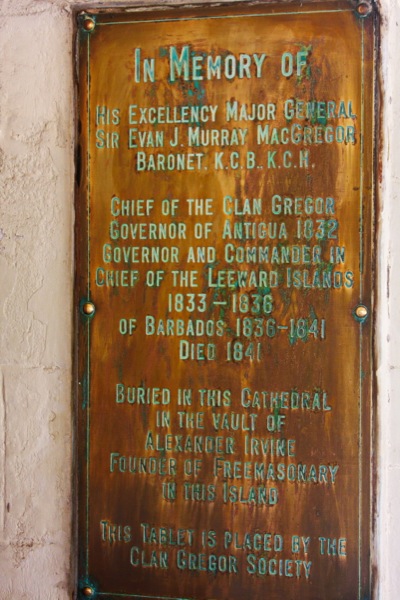 In Memory of
His Excellency Major General
Sir Evan J. Murray MacGregor
Baronet. K.C.B. K.C.H.
Chief of the Clan Gregor
Governor of Antigua 1832
Governor and Commander in
Chief of the Leeward Islands
1833–1836
of Barbados 1836–1841
Died 1841
Buried in this Cathedral
in the vault of
Alexander Irvine
Founder of Freemasonary
in this Island
This Tablet is placed by the
Clan Gregor Society